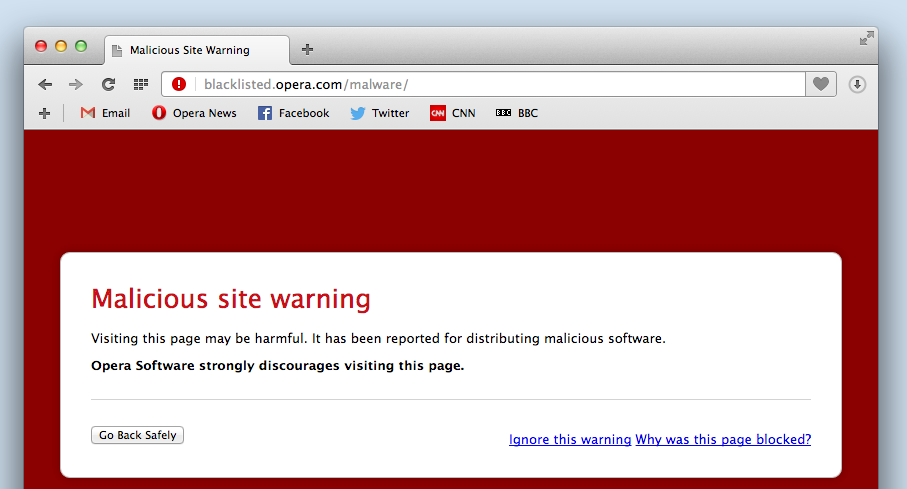 Malicious Site Warning
blacklisted.opera.com/malware/
Email Opera News Facebook Twitter CNN CNN BBC BBC
Malicious site warning
Visiting this page may be harmful. It has been reported for distributing malicious software.
Opera Software strongly discourages visiting this page.
Go Back Safely Ignore this warning Why was this page blocked?